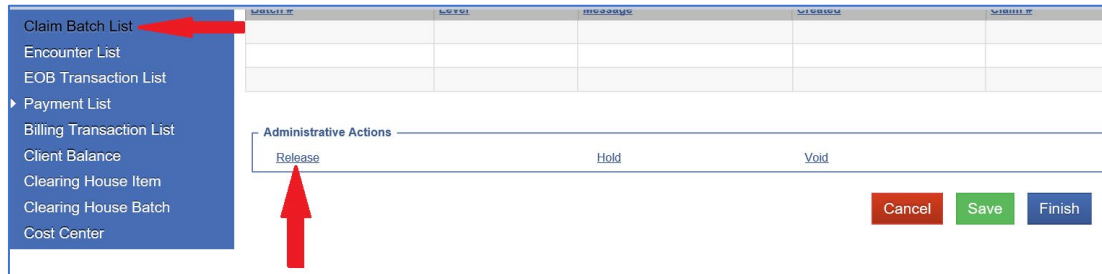 Batch # Level Message Created Claim #
Claim Batch List
Encounter List
EOB Transaction List
Payment List
Billing Transaction List
Client Balance
Clearing House Item
Clearing House Batch
Cost Center
Administrative Actions
Release Hold Void
Cancel Save Finish